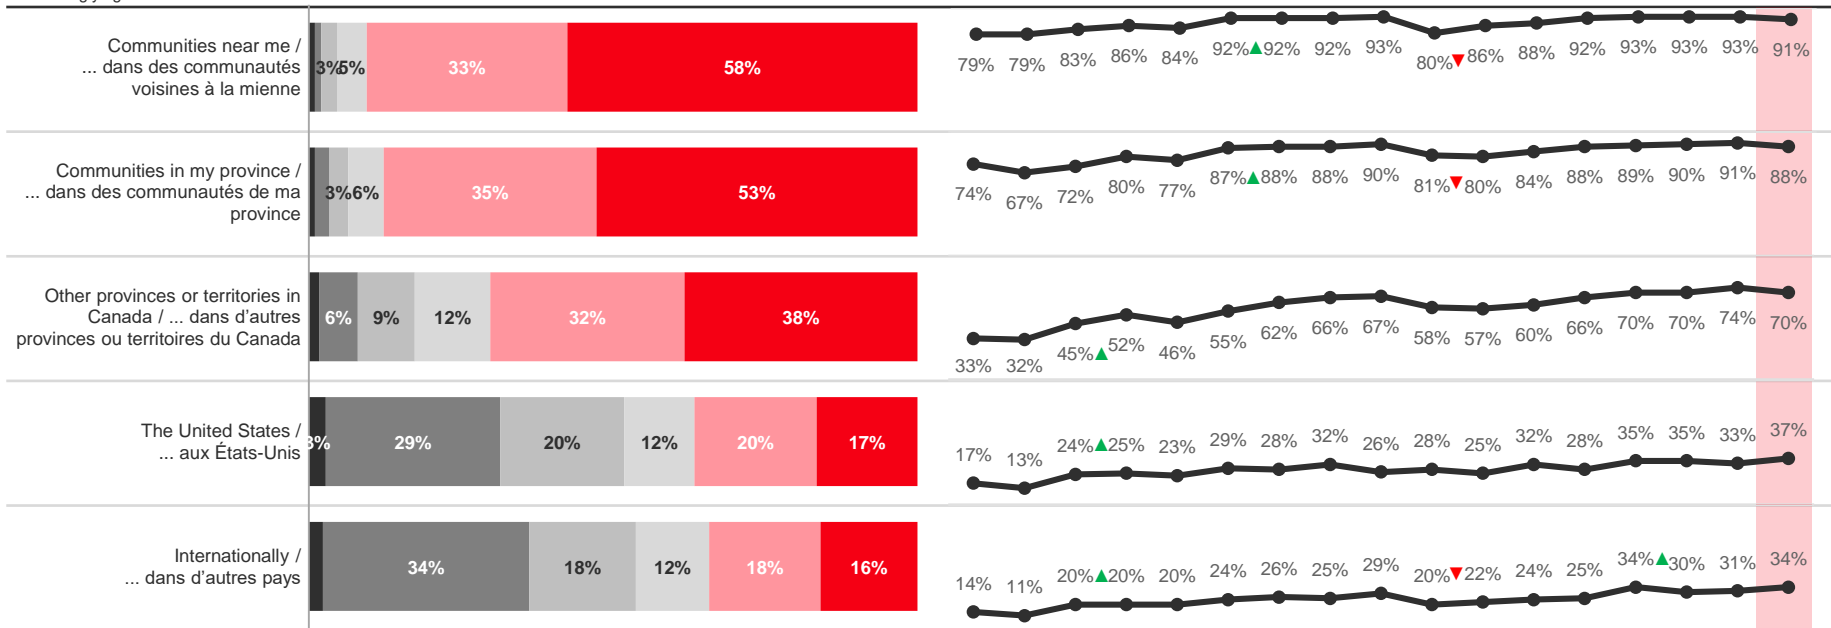 Communities near me /
... dans des communautés
voisines à la mienne
3% 5% 33% 58%
79% 79% 83% 86% 84% 92% 92% 92% 93% 80% 86% 88% 92% 93% 93% 93% 91%
Communities in my province /
... dans des communautés de ma
province
3% 6% 35% 53%
74% 67% 72% 80% 77% 87% 88% 88% 90% 81% 80% 84% 88% 89% 90% 91% 88%
Other provinces or territories in
Canada / ... dans d'autres
provinces ou territoires du Canada
6% 9% 12% 32% 38%
33% 32% 45% 52% 46% 55% 62% 66% 67% 58% 57% 60% 66% 70% 70% 74% 70%
The United States /
... aux États-Unis
3% 29% 20% 12% 20% 17%
17% 13% 24% 25% 23% 29% 28% 32% 26% 28% 25% 32% 28% 35% 35% 33% 37%
Internationally /
... dans d'autres pays
34% 18% 12% 18% 16%
14% 11% 20% 20% 20% 24% 26% 25% 29% 20% 22% 24% 25% 34% 30% 31% 34%